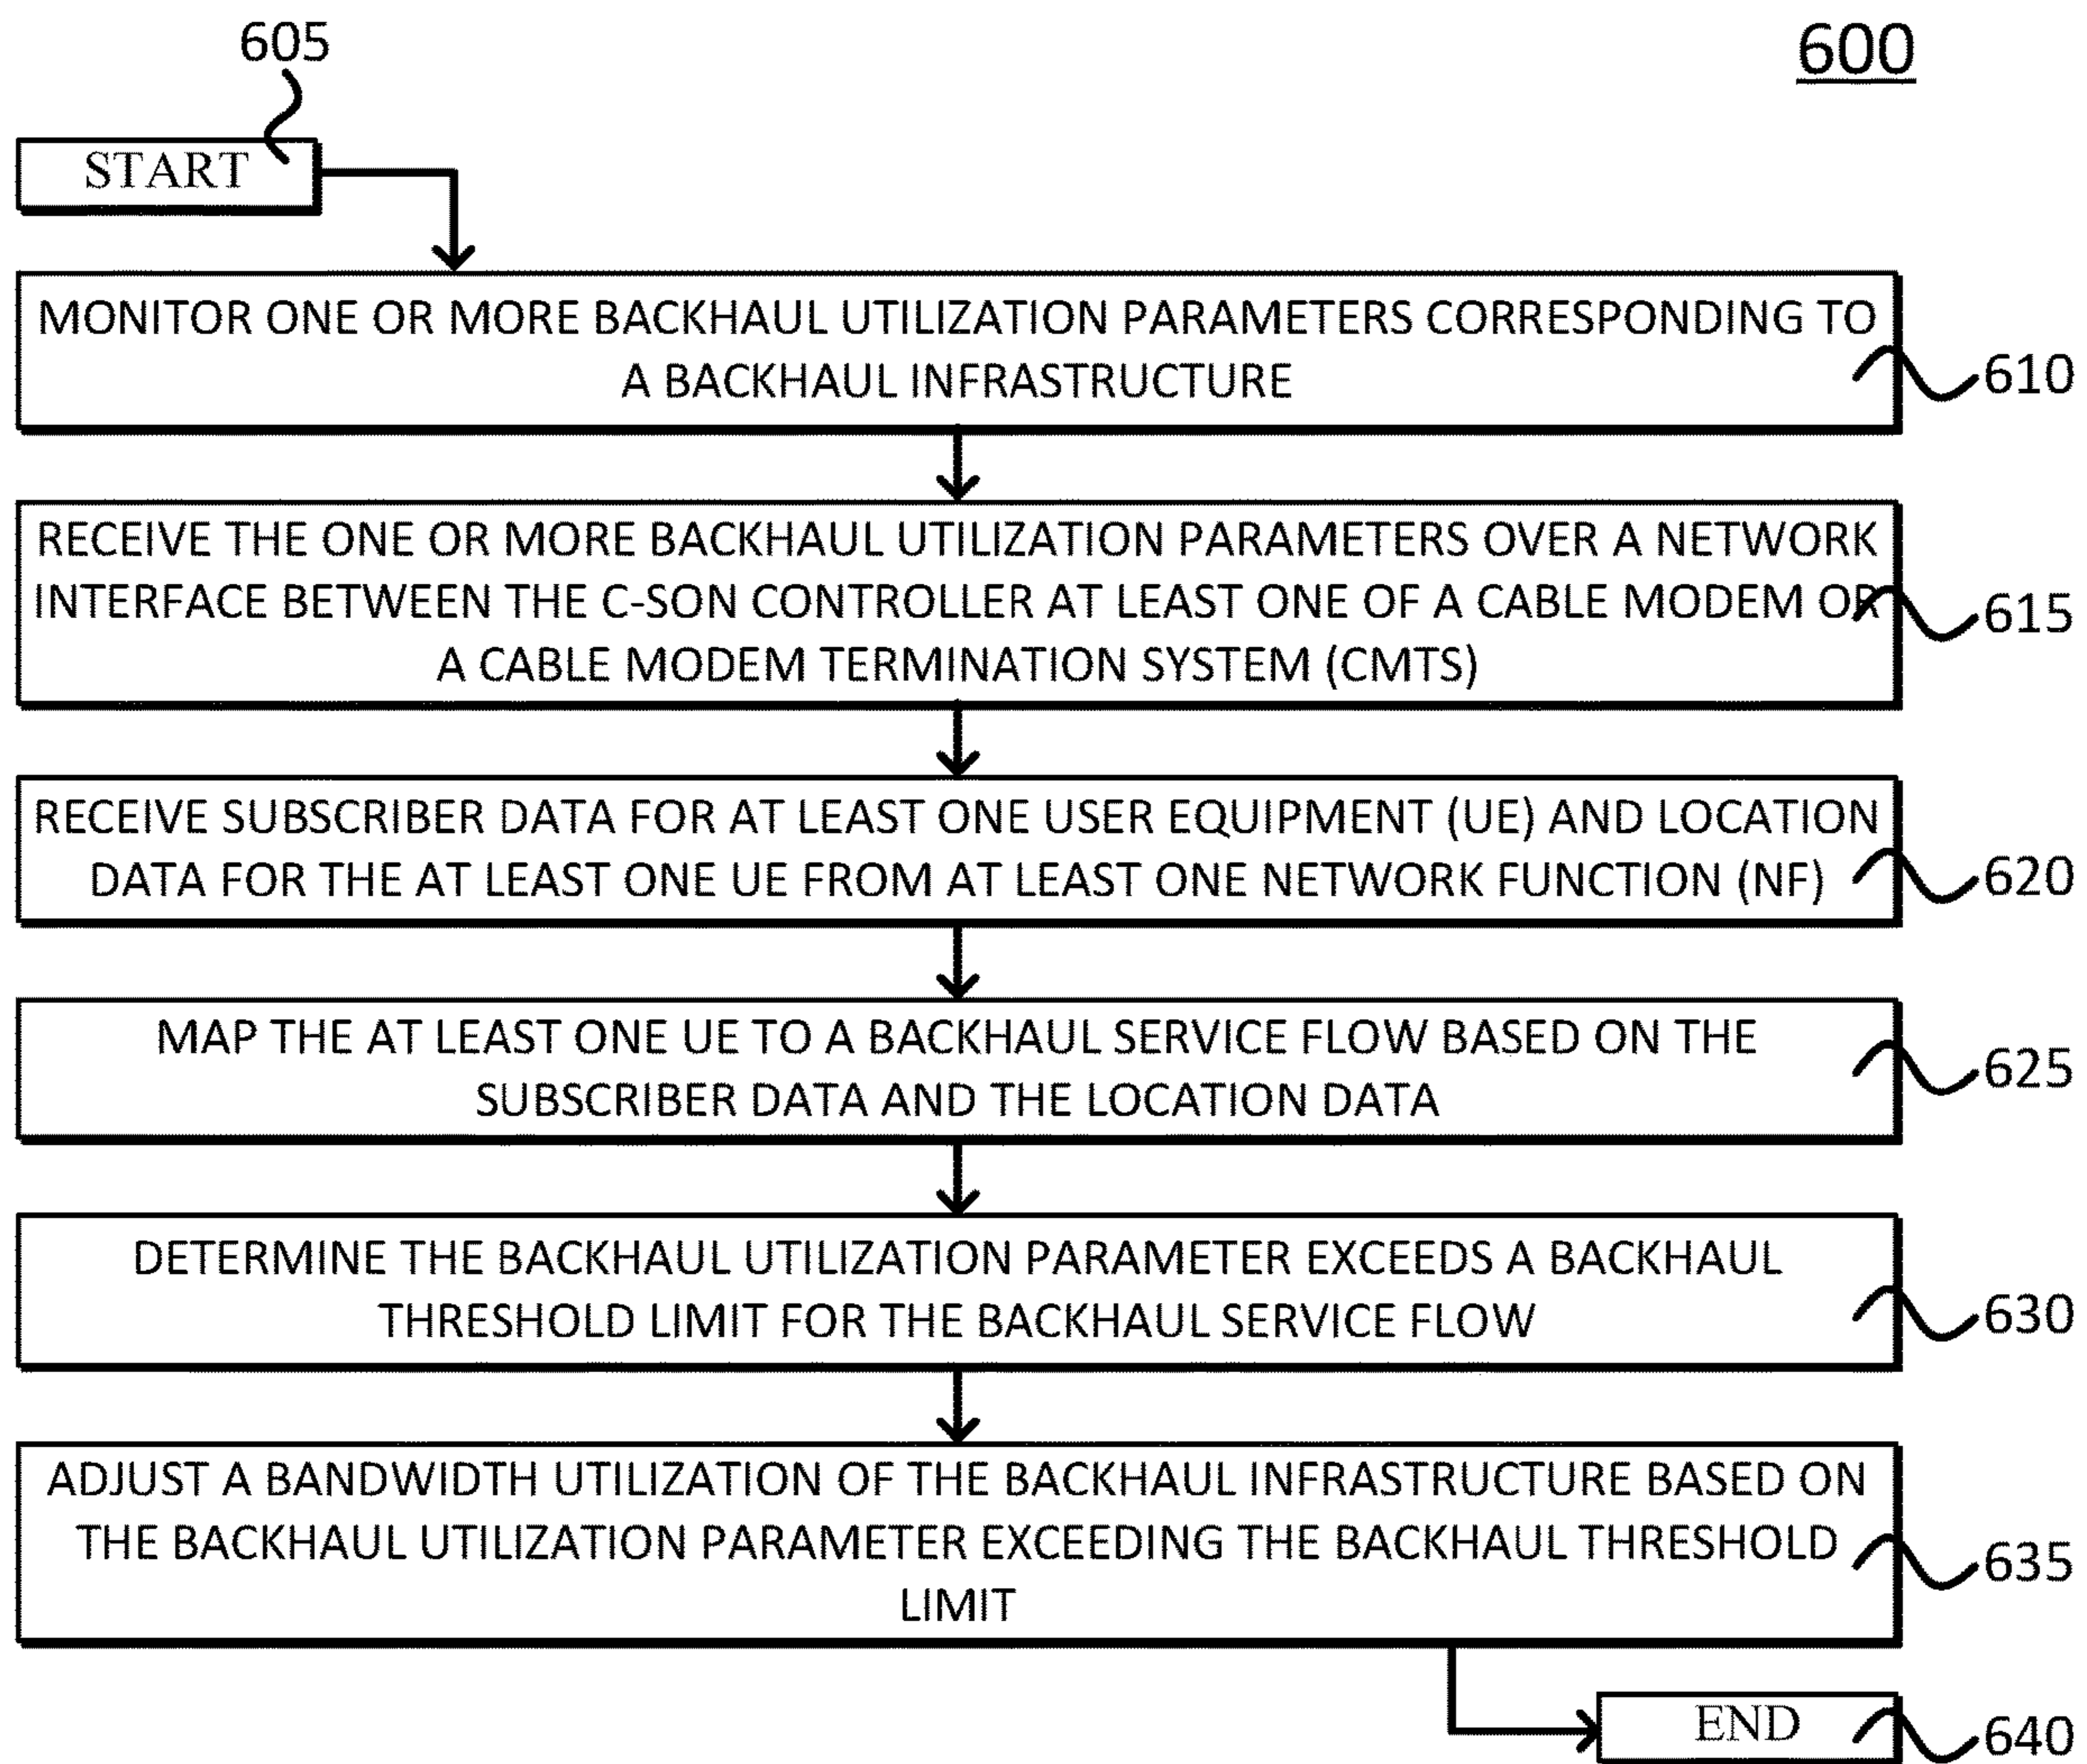 605
600
START
MONITOR ONE OR MORE BACKHAUL UTILIZATION PARAMETERS CORRESPONDING TO
A BACKHAUL INFRASTRUCTURE
610
RECEIVE THE ONE OR MORE BACKHAUL UTILIZATION PARAMETERS OVER A NETWORK
INTERFACE BETWEEN THE C-SON CONTROLLER AT LEAST ONE OF A CABLE MODEM OR
A CABLE MODEM TERMINATION SYSTEM (CMTS)
615
RECEIVE SUBSCRIBER DATA FOR AT LEAST ONE USER EQUIPMENT (UE) AND LOCATION
DATA FOR THE AT LEAST ONE UE FROM AT LEAST ONE NETWORK FUNCTION (NF)
620
MAP THE AT LEAST ONE UE TO A BACKHAUL SERVICE FLOW BASED ON THE
SUBSCRIBER DATA AND THE LOCATION DATA
625
DETERMINE THE BACKHAUL UTILIZATION PARAMETER EXCEEDS A BACKHAUL
THRESHOLD LIMIT FOR THE BACKHAUL SERVICE FLOW
630
ADJUST A BANDWIDTH UTILIZATION OF THE BACKHAUL INFRASTRUCTURE BASED ON
THE BACKHAUL UTILIZATION PARAMETER EXCEEDING THE BACKHAUL THRESHOLD
LIMIT
635
END
640